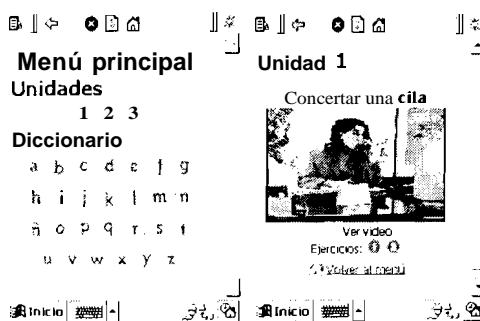 Menú principal
Unidades
1 2 3
Diccionario
a b c d e f g
h i j k l m n
ñ o p q r s t
u v w x y z
Inicio
Unidad 1
Concertar una cila
Ver video
Ejercicios:
Volver al menú
Inicio